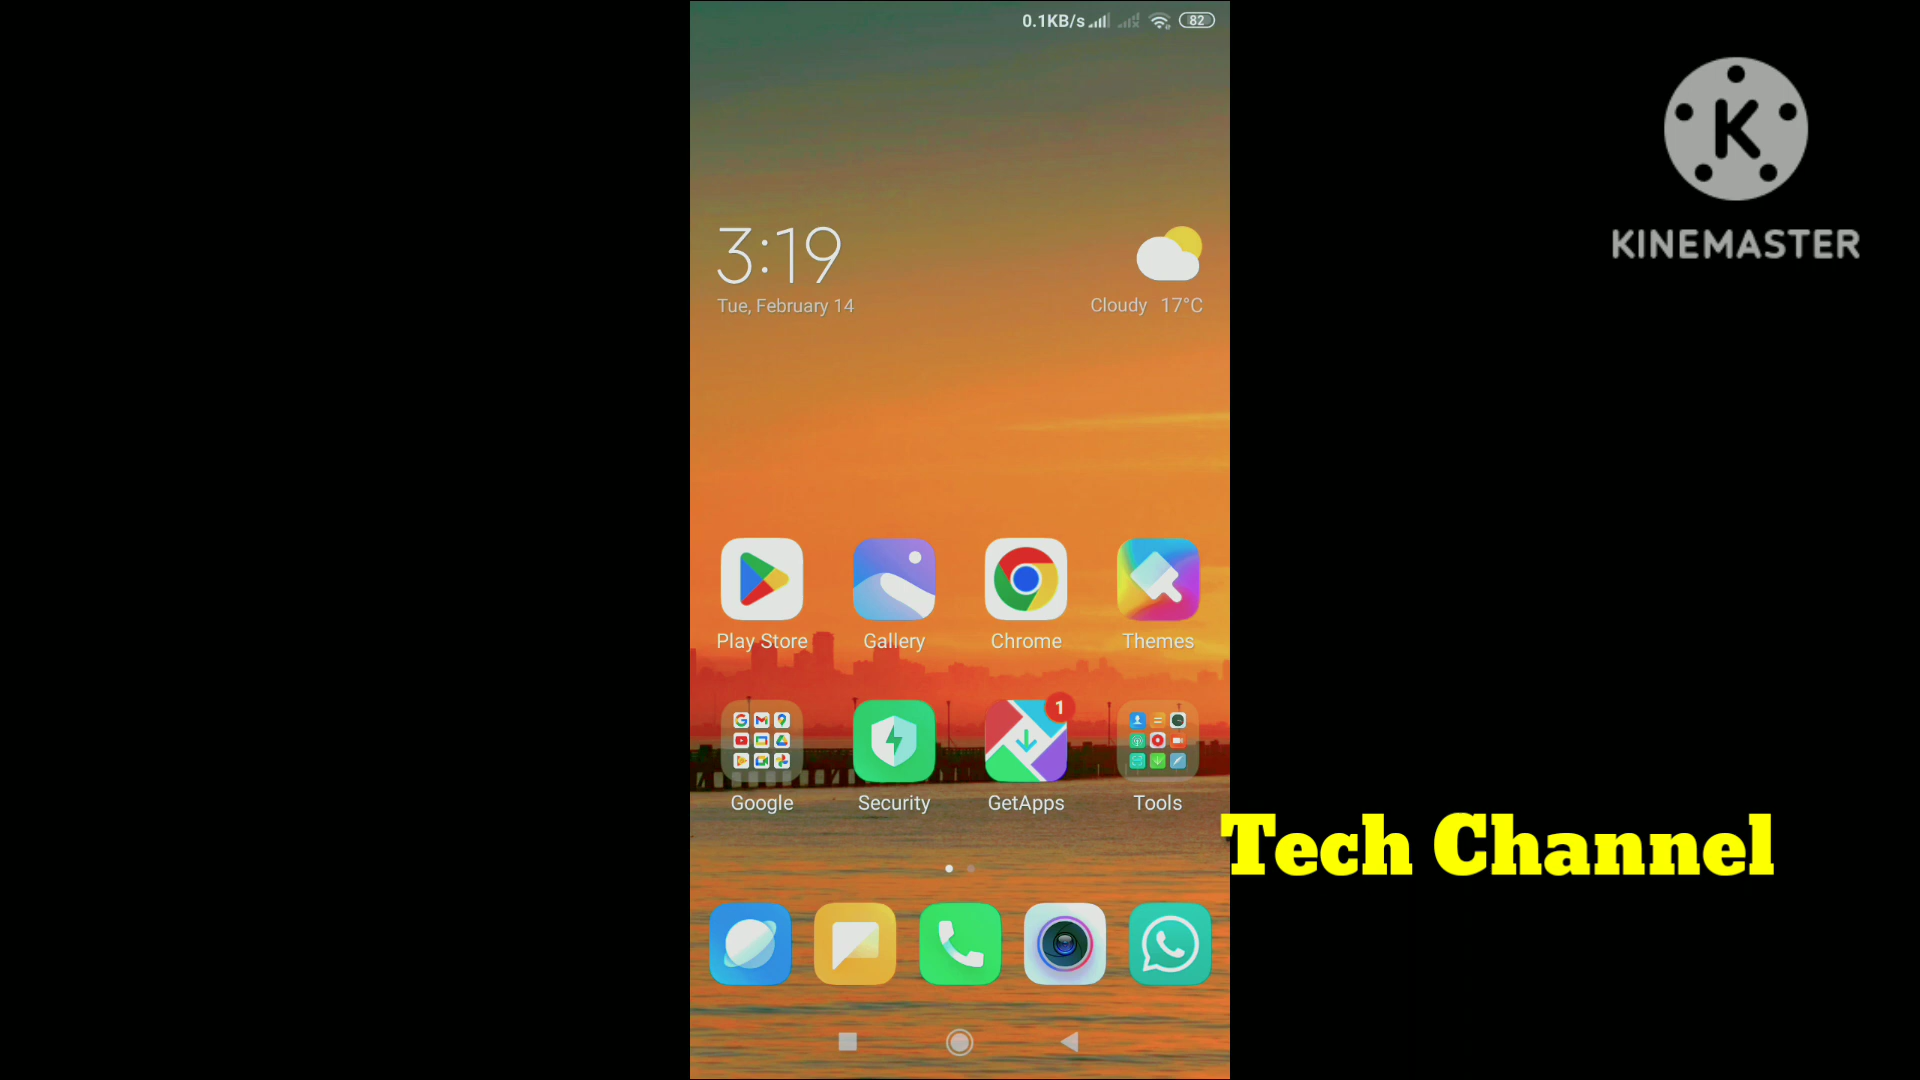 0.1KB/s 82
K
KINEMASTER
3:19
Tue, February 14
Cloudy 17°C
Play Store Gallery Chrome Themes
1
Google Security GetApps Tools
Tech Channel